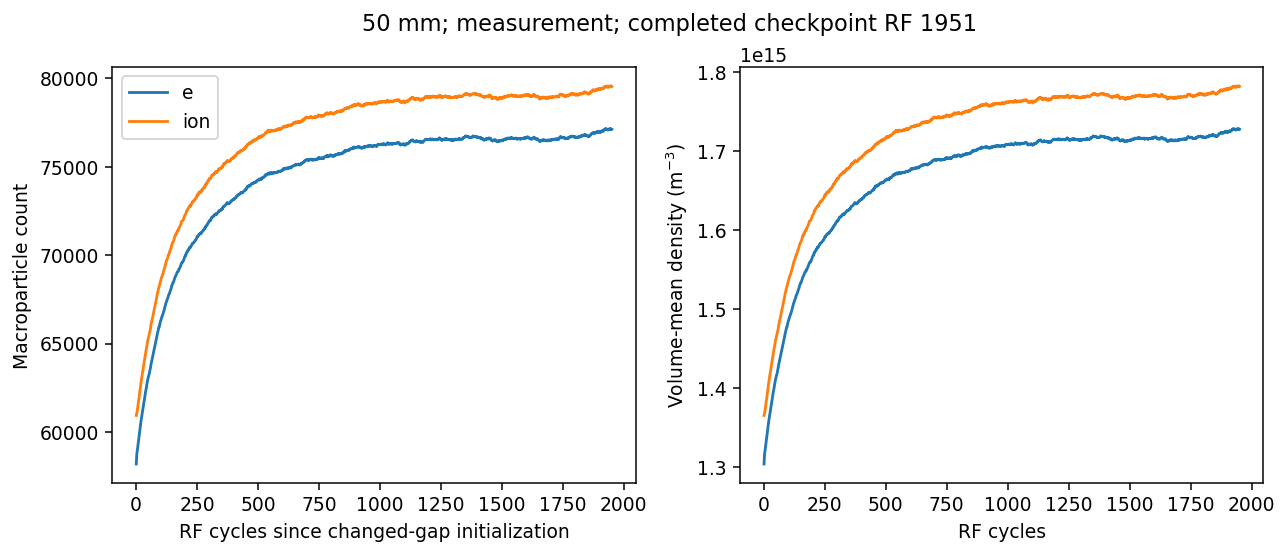 50 mm; measurement; completed checkpoint RF 1951
Macroparticle count
80000
75000
70000
65000
60000
e
ion
0 250 500 750 1000 1250 1500 1750 2000
RF cycles since changed-gap initialization
1e15
Volume-mean density (m⁻³)
1.8
1.7
1.6
1.5
1.4
1.3
0 250 500 750 1000 1250 1500 1750 2000
RF cycles